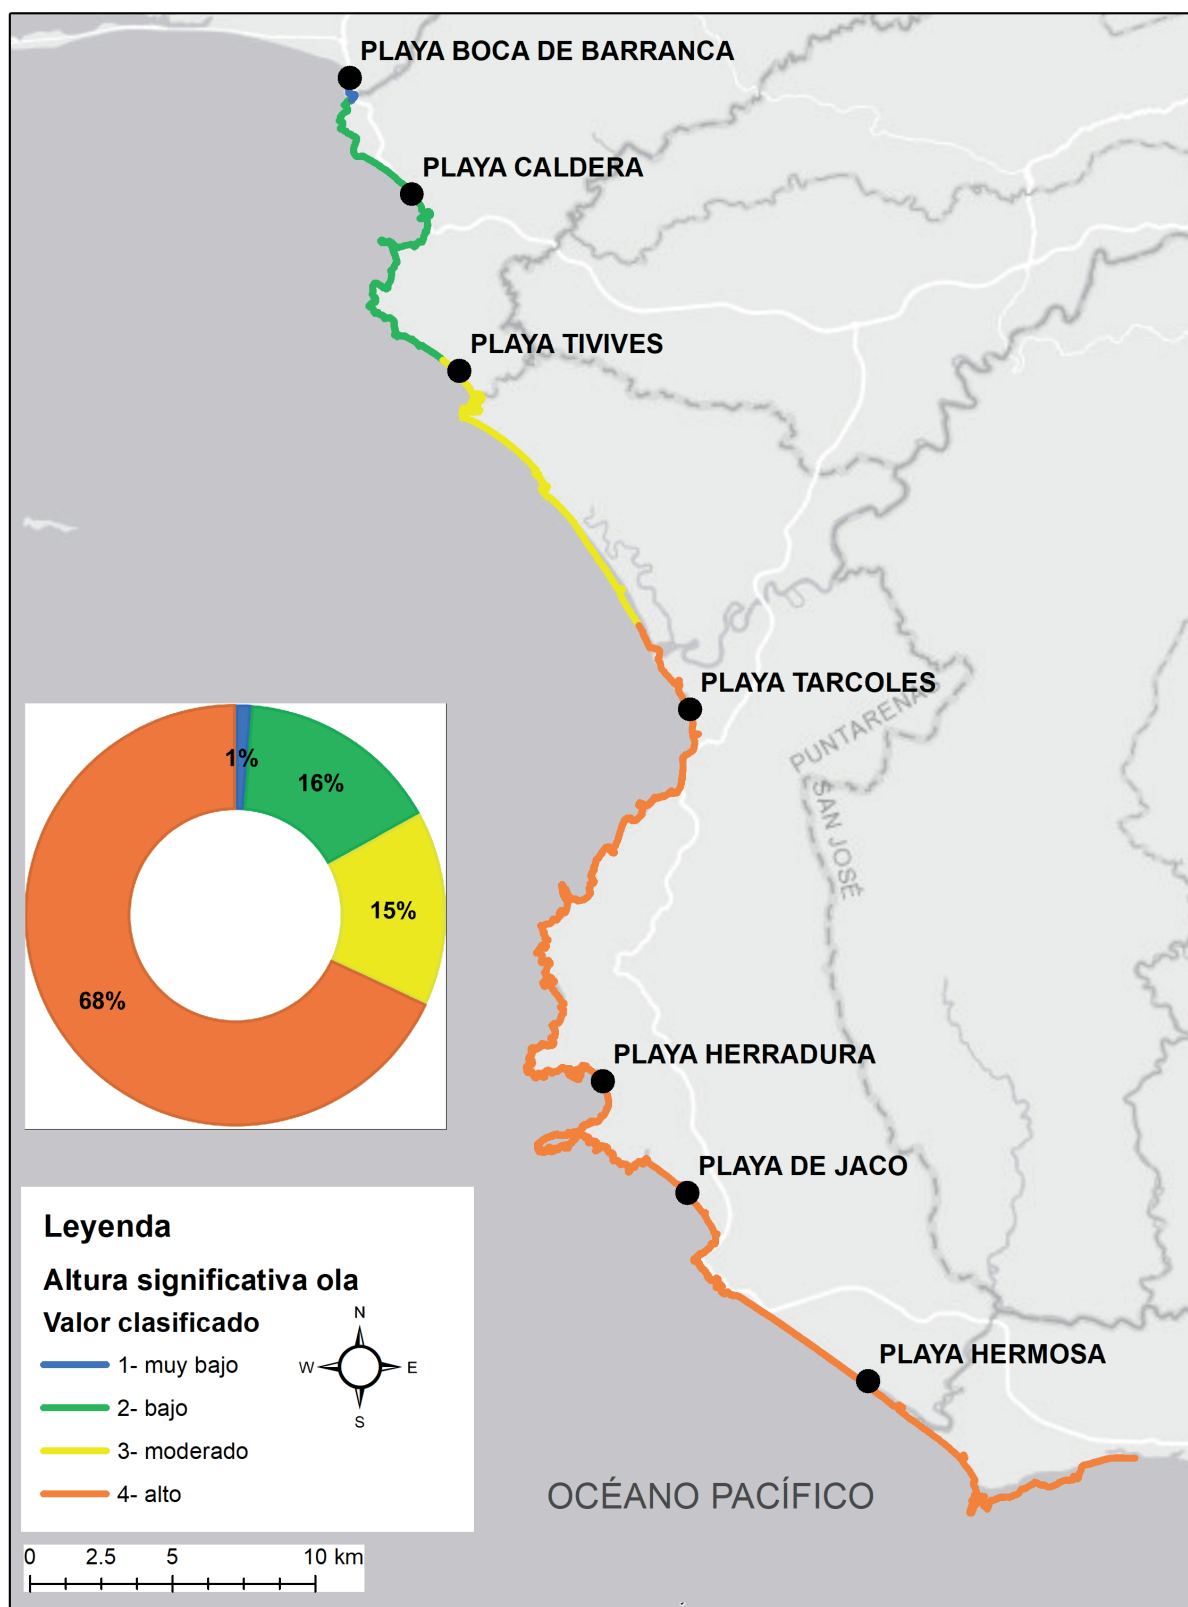 PLAYA BOCA DE BARRANCA
PLAYA CALDERA
PLAYA TIVIVES
PLAYA TARCOLES
PUNTARENAS
SAN JOSÉ
1%
16%
15%
68%
PLAYA HERRADURA
PLAYA DE JACO
PLAYA HERMOSA
OCÉANO PACÍFICO
Leyenda
Altura significativa ola
Valor clasificado
1- muy bajo
2- bajo
3- moderado
4- alto
N
W E
S
0 2.5 5 10 km